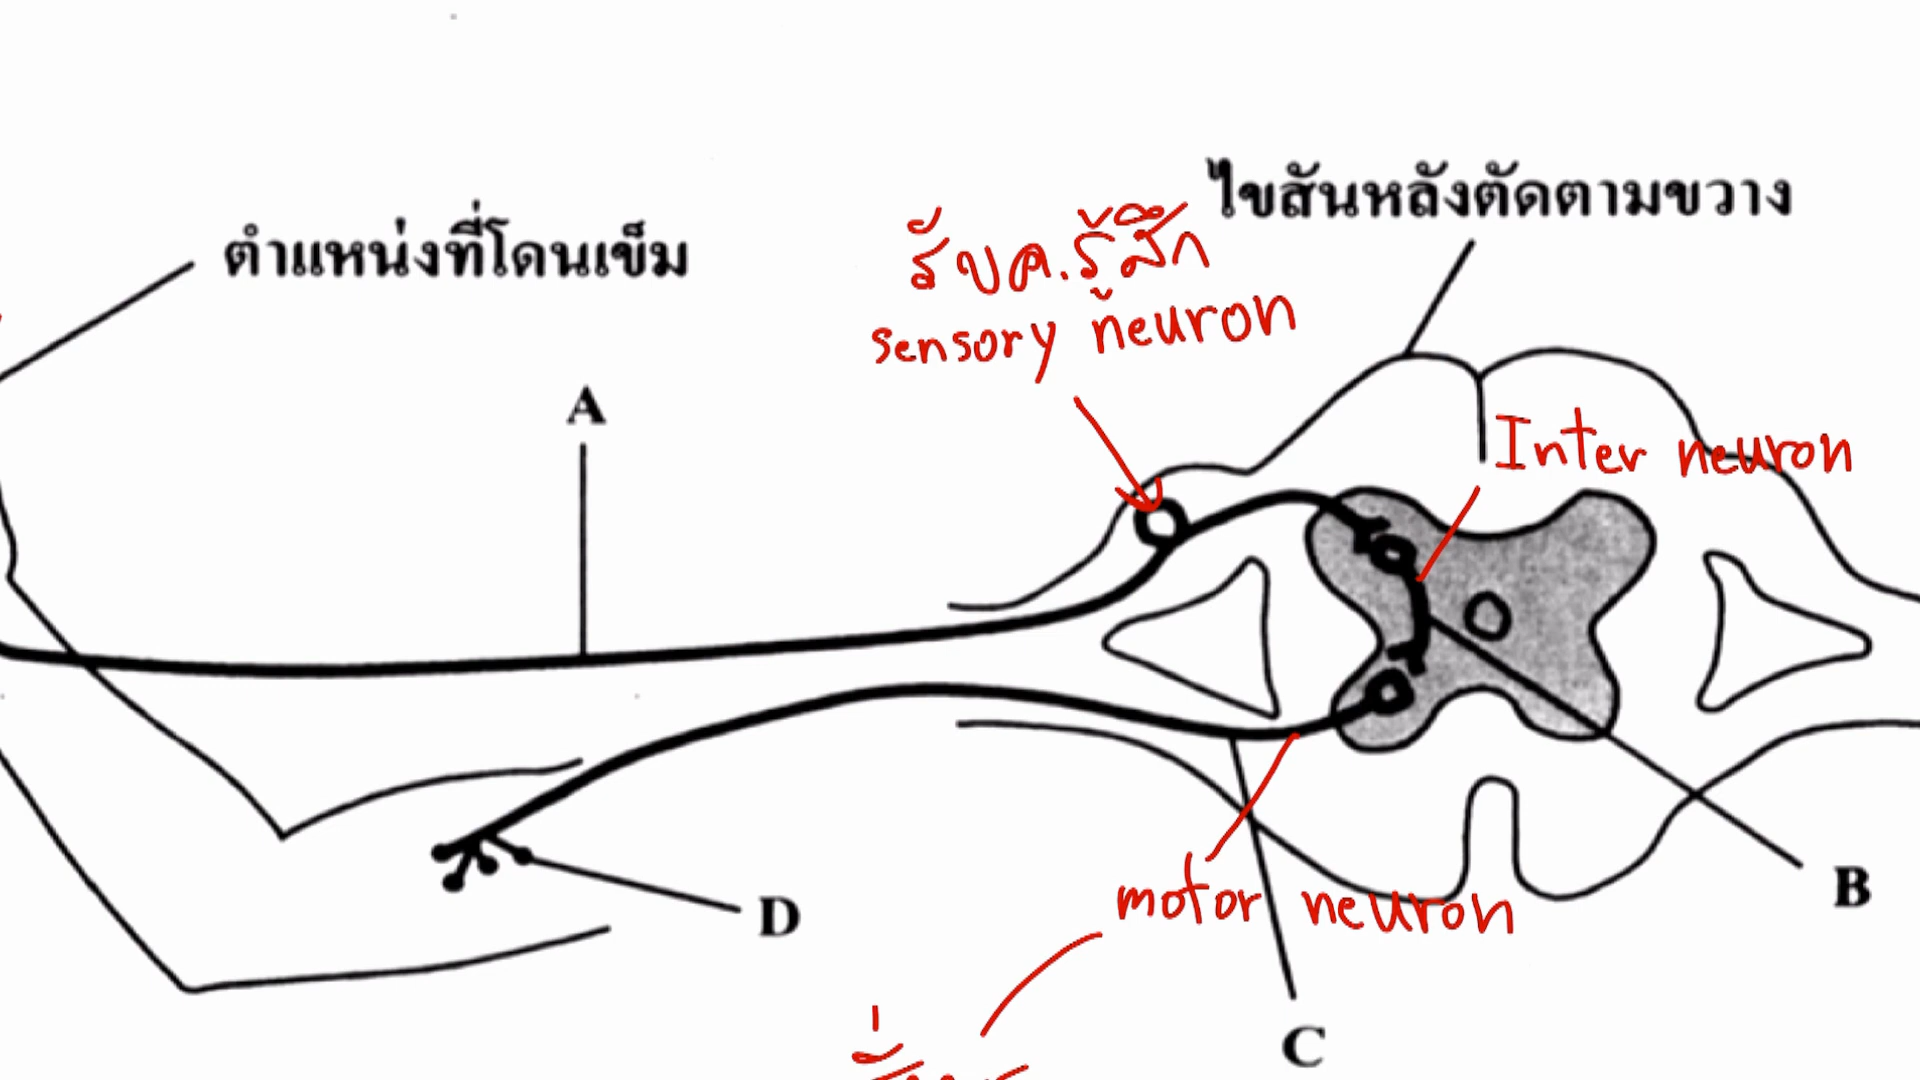 ไขสันหลังตัดตามขวาง
ตำแหน่งที่โดนเข็ม
รับค.รู้สึก
sensory neuron
A
Inter neuron
B
D
motor neuron
C